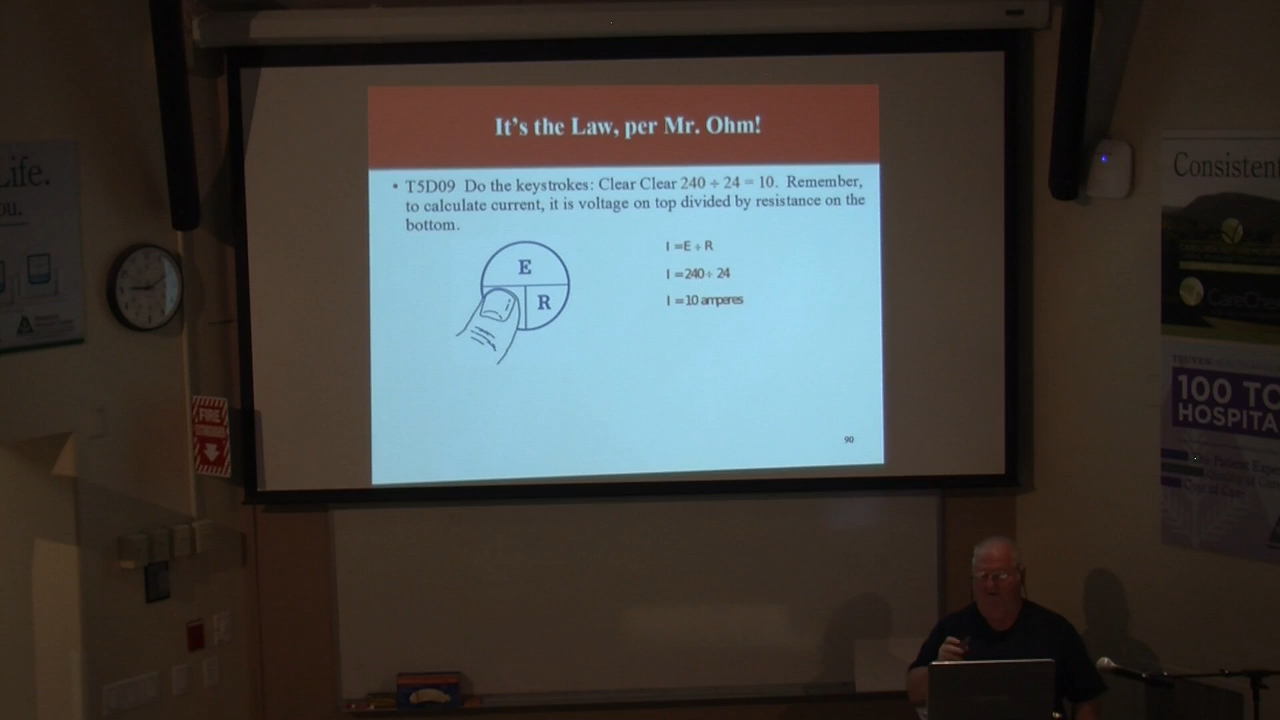 It's the Law, per Mr. Ohm!
• T5D09 Do the keystrokes: Clear Clear 240 ÷ 24 = 10. Remember,
to calculate current, it is voltage on top divided by resistance on the
bottom.
E
R
I =E ÷ R
I =240÷ 24
I =10 amperes
90
Life.
ou.
FIRE
Consisten
100 TO
HOSPITA